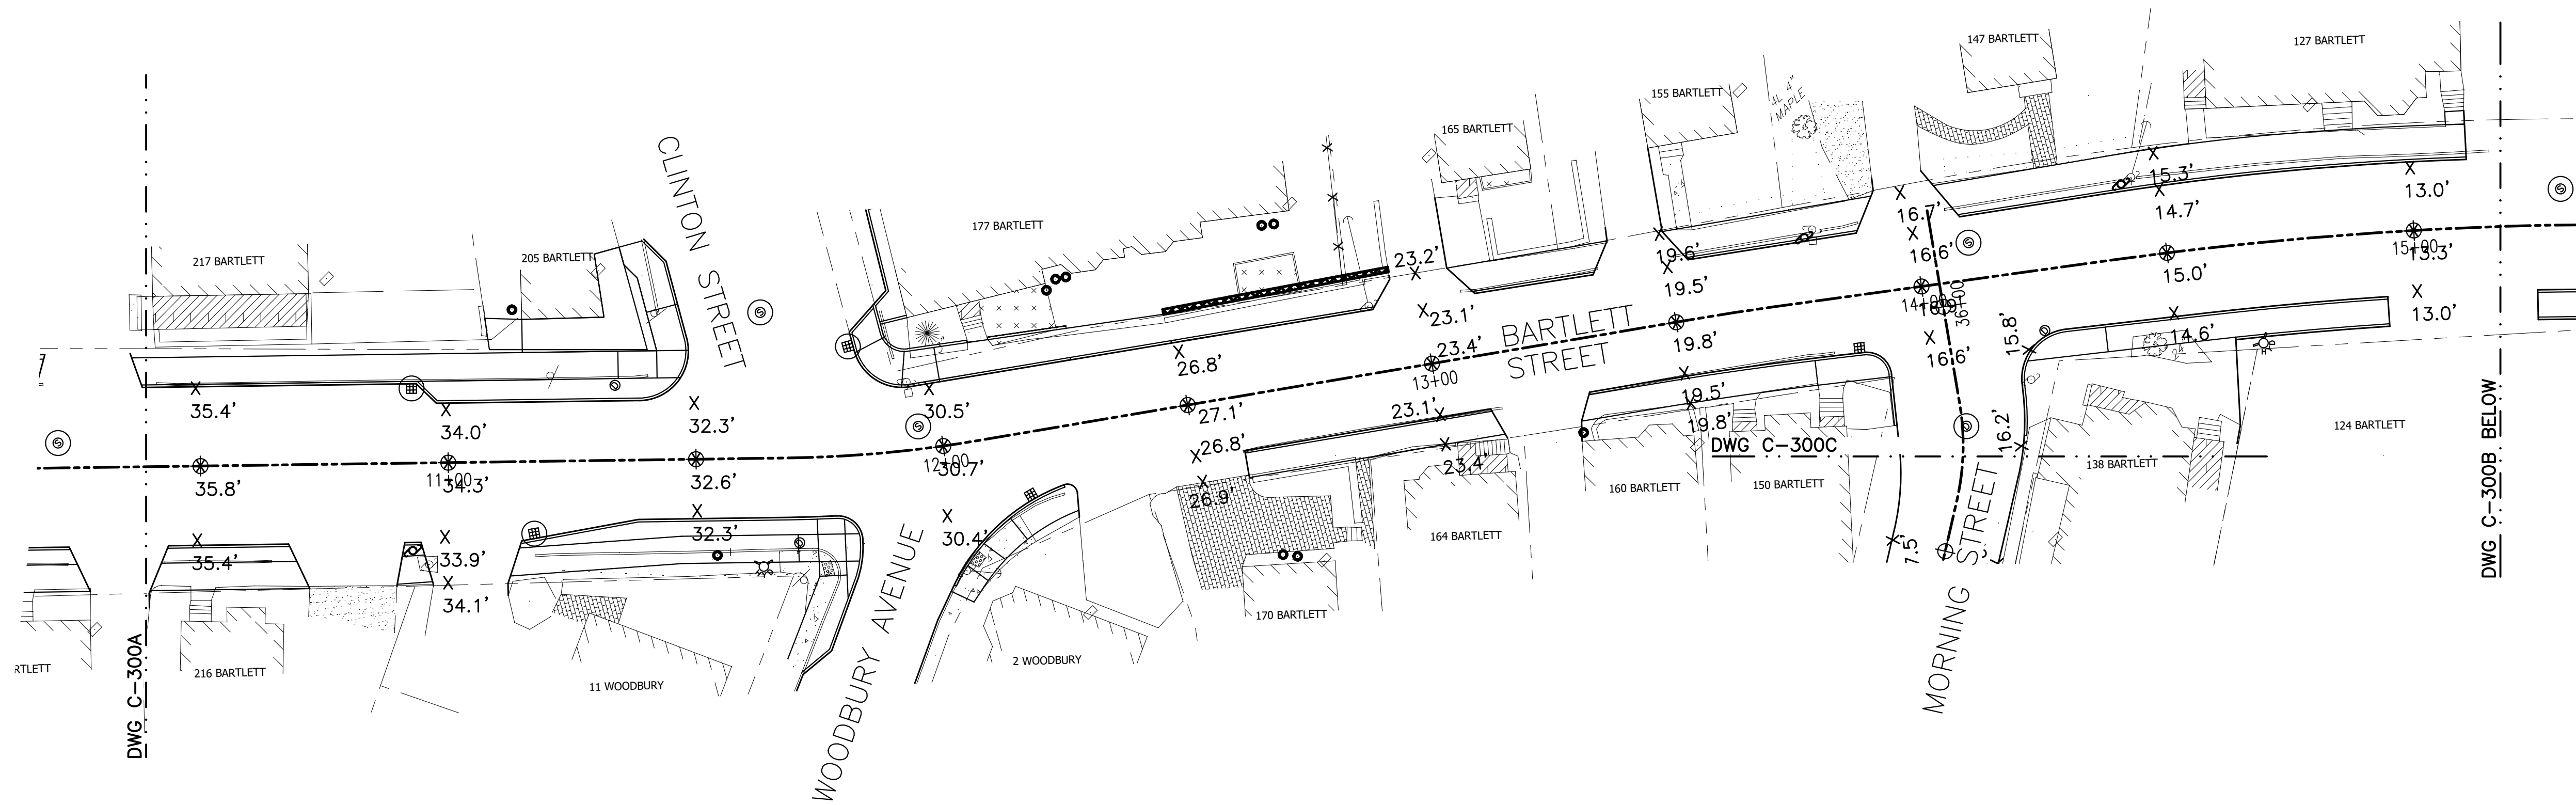 147 BARTLETT
127 BARTLETT
155 BARTLETT
4L 4"
MAPLE
165 BARTLETT
CLINTON STREET
177 BARTLETT
217 BARTLETT
205 BARTLETT
15.3'
14.7'
13.0'
16.7'
16.6'
19.6'
19.5'
23.2'
23.1'
15+00
13.3'
15.0'
14+00
36+00
13.0'
BARTLETT
STREET
23.4'
13+00
19.8'
14.6'
15.8'
16.6'
26.8'
27.1'
35.4'
34.0'
32.3'
30.5'
23.1'
19.5'
19.8'
DWG C-300C
16.2'
124 BARTLETT
138 BARTLETT
DWG C-300B BELOW
12+00
30.7'
26.8'
23.4'
35.8'
11+00
34.3'
32.6'
26.9'
160 BARTLETT
150 BARTLETT
35.4'
33.9'
34.1'
32.3'
30.4'
164 BARTLETT
7.5'
MORNING STREET
170 BARTLETT
WOODBURY AVENUE
DWG C-300A
RTLETT
216 BARTLETT
11 WOODBURY
2 WOODBURY